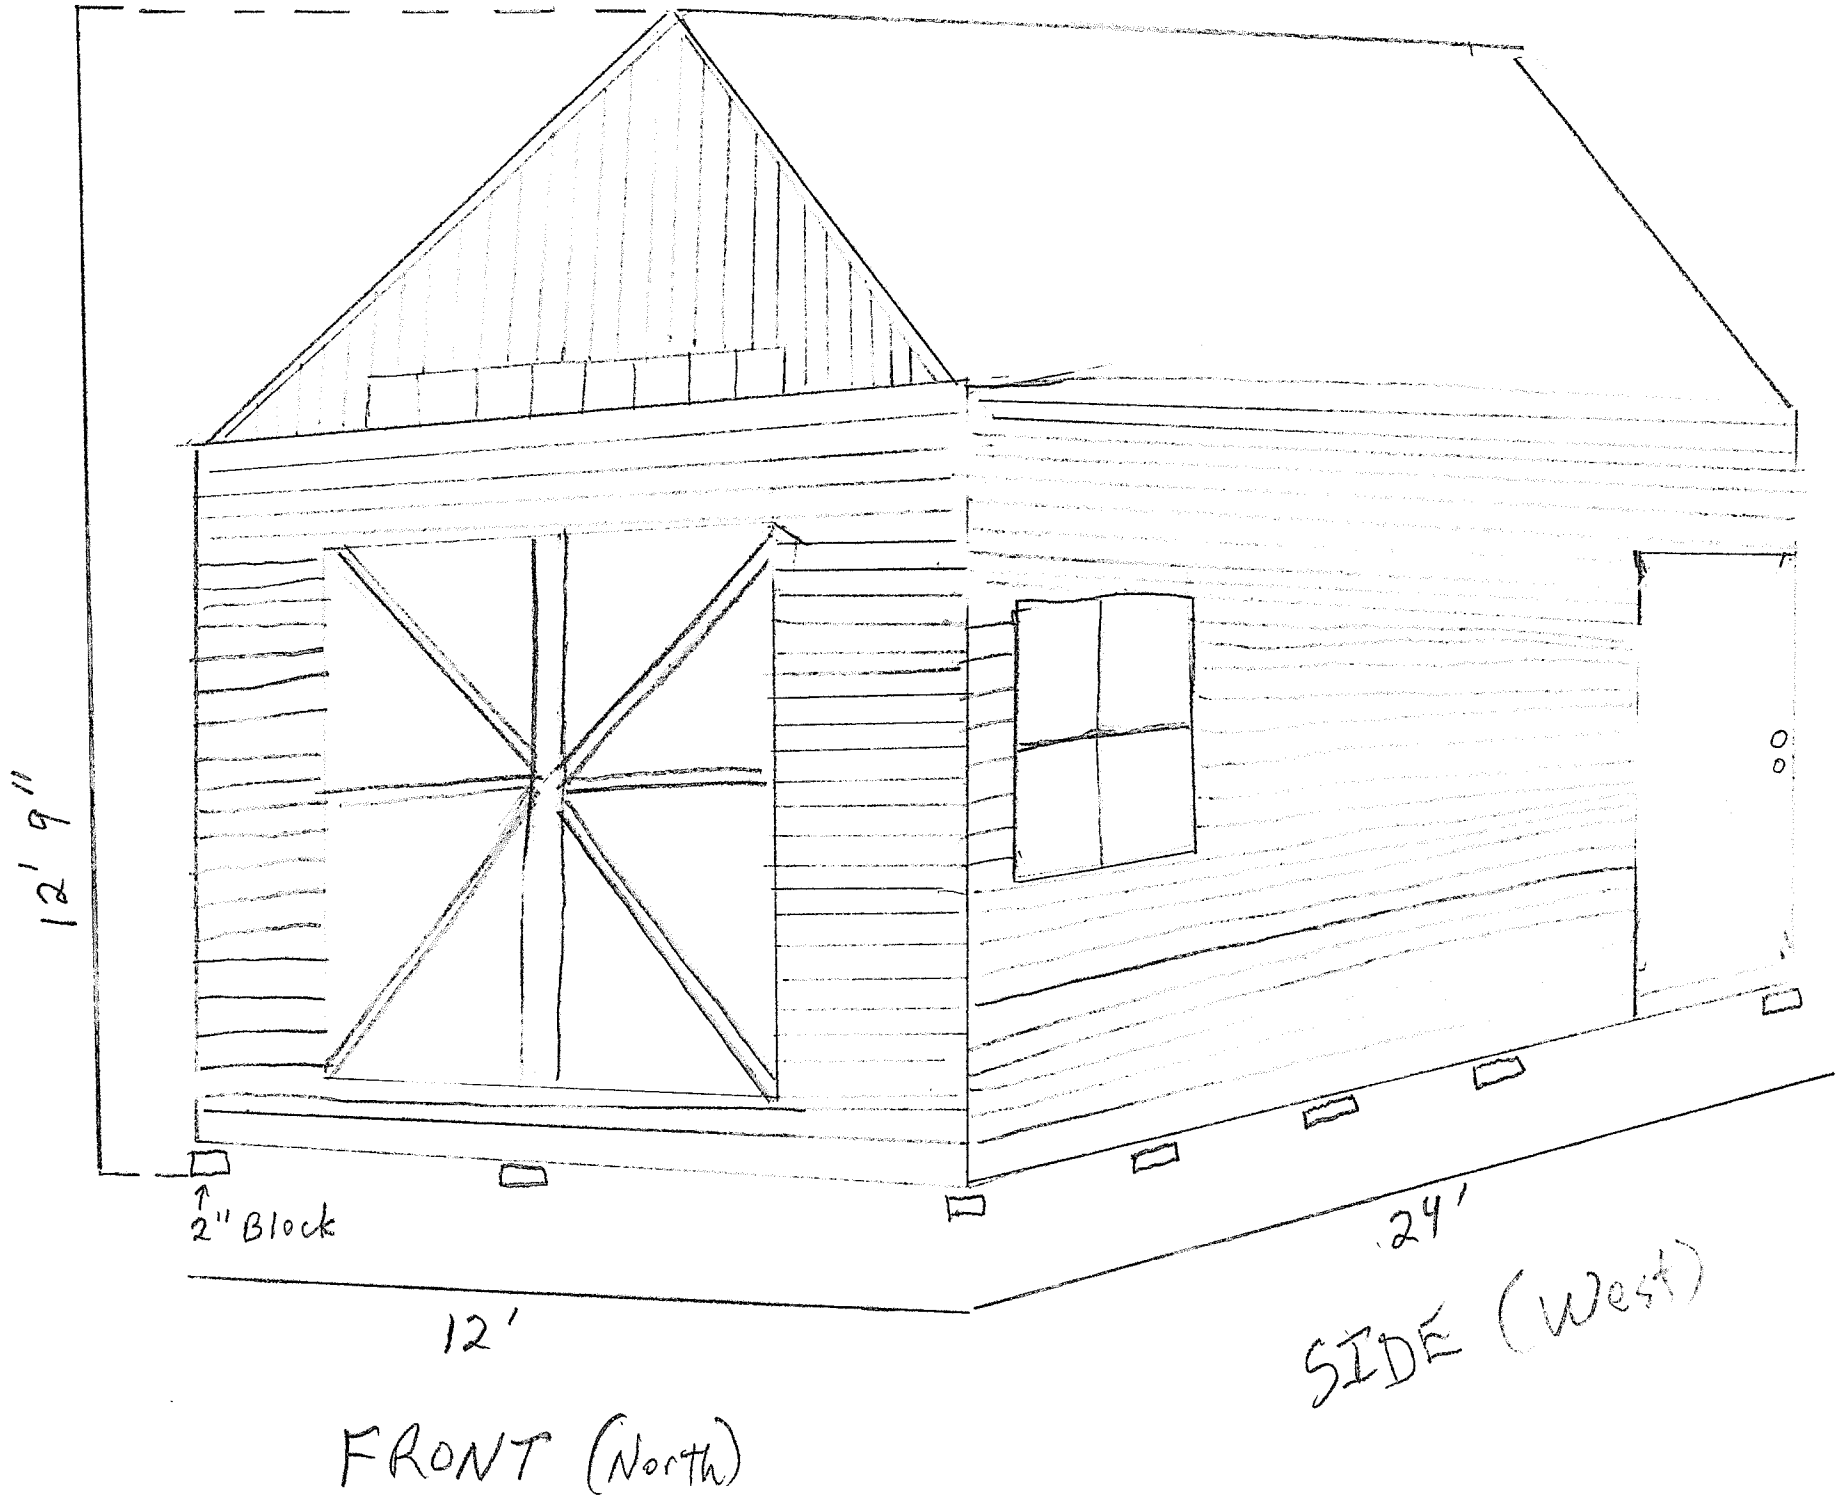 12' 9"
2" Block
12'
24'
SIDE (West)
FRONT (North)